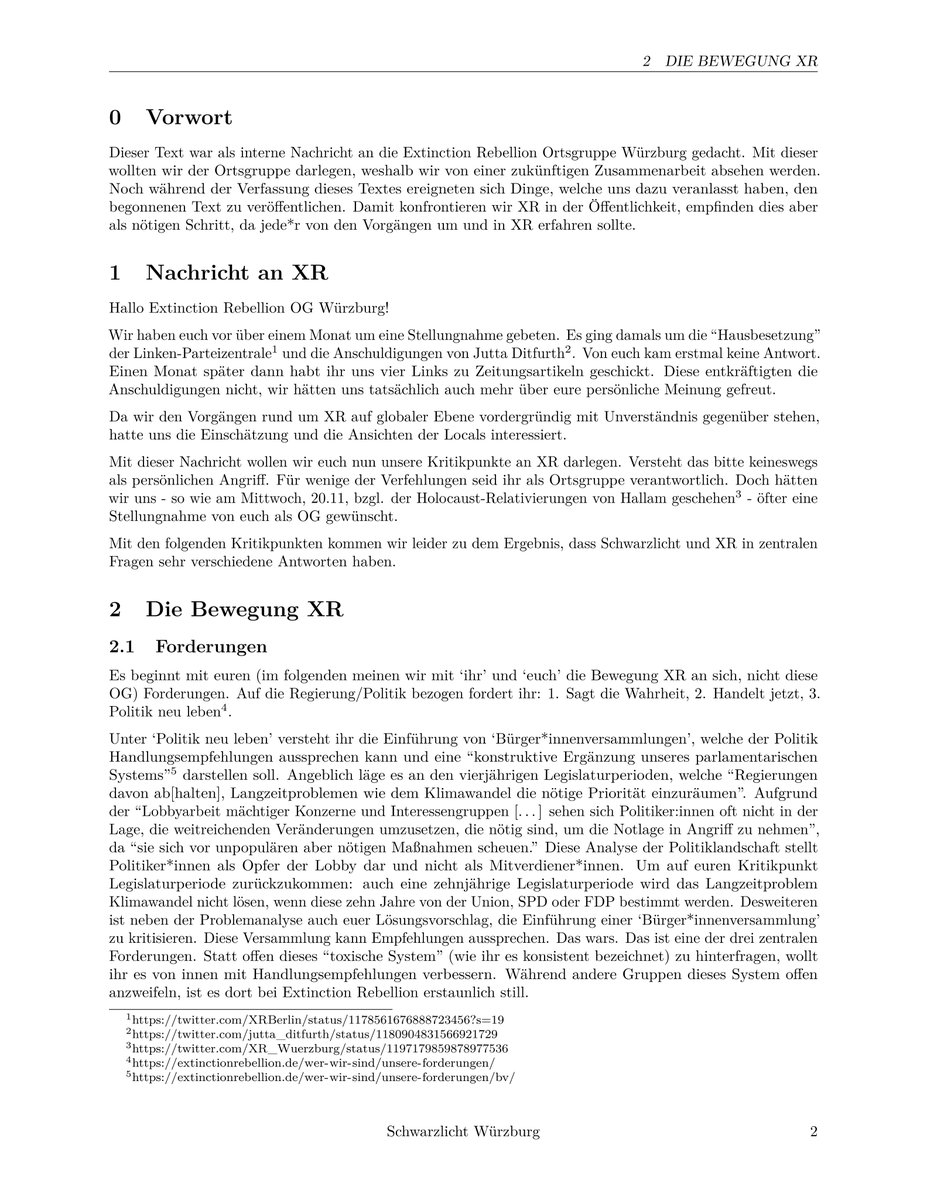 2 DIE BEWEGUNG XR
0 Vorwort
Dieser Text war als interne Nachricht an die Extinction Rebellion Ortsgruppe Würzburg gedacht. Mit dieser
wollten wir der Ortsgruppe darlegen, weshalb wir von einer zukünftigen Zusammenarbeit absehen werden.
Noch während der Verfassung dieses Textes ereigneten sich Dinge, welche uns dazu veranlasst haben, den
begonnenen Text zu veröffentlichen. Damit konfrontieren wir XR in der Öffentlichkeit, empfinden dies aber
als nötigen Schritt, da jede*r von den Vorgängen um und in XR erfahren sollte.
1 Nachricht an XR
Hallo Extinction Rebellion OG Würzburg!
Wir haben euch vor über einem Monat um eine Stellungnahme gebeten. Es ging damals um die “Hausbesetzung”
der Linken-Parteizentrale¹ und die Anschuldigungen von Jutta Ditfurth². Von euch kam erstmal keine Antwort.
Einen Monat später dann habt ihr uns vier Links zu Zeitungsartikeln geschickt. Diese entkräftigten die
Anschuldigungen nicht, wir hätten uns tatsächlich auch mehr über eure persönliche Meinung gefreut.
Da wir den Vorgängen rund um XR auf globaler Ebene vordergründig mit Unverständnis gegenüber stehen,
hatte uns die Einschätzung und die Ansichten der Locals interessiert.
Mit dieser Nachricht wollen wir euch nun unsere Kritikpunkte an XR darlegen. Versteht das bitte keineswegs
als persönlichen Angriff. Für wenige der Verfehlungen seid ihr als Ortsgruppe verantwortlich. Doch hätten
wir uns - so wie am Mittwoch, 20.11, bzgl. der Holocaust-Relativierungen von Hallam geschehen³ - öfter eine
Stellungnahme von euch als OG gewünscht.
Mit den folgenden Kritikpunkten kommen wir leider zu dem Ergebnis, dass Schwarzlicht und XR in zentralen
Fragen sehr verschiedene Antworten haben.
2 Die Bewegung XR
2.1 Forderungen
Es beginnt mit euren (im folgenden meinen wir mit ‘ihr’ und ‘euch’ die Bewegung XR an sich, nicht diese
OG) Forderungen. Auf die Regierung/Politik bezogen fordert ihr: 1. Sagt die Wahrheit, 2. Handelt jetzt, 3.
Politik neu leben⁴.
Unter ‘Politik neu leben’ versteht ihr die Einführung von ‘Bürger*innenversammlungen’, welche der Politik
Handlungsempfehlungen aussprechen kann und eine “konstruktive Ergänzung unseres parlamentarischen
Systems”⁵ darstellen soll. Angeblich läge es an den vierjährigen Legislaturperioden, welche “Regierungen
davon ab[halten], Langzeitproblemen wie dem Klimawandel die nötige Priorität einzuräumen”. Aufgrund
der “Lobbyarbeit mächtiger Konzerne und Interessengruppen [. . . ] sehen sich Politiker:innen oft nicht in der
Lage, die weitreichenden Veränderungen umzusetzen, die nötig sind, um die Notlage in Angriff zu nehmen”,
da “sie sich vor unpopulären aber nötigen Maßnahmen scheuen.” Diese Analyse der Politiklandschaft stellt
Politiker*innen als Opfer der Lobby dar und nicht als Mitverdiener*innen. Um auf euren Kritikpunkt
Legislaturperiode zurückzukommen: auch eine zehnjährige Legislaturperiode wird das Langzeitproblem
Klimawandel nicht lösen, wenn diese zehn Jahre von der Union, SPD oder FDP bestimmt werden. Desweiteren
ist neben der Problemanalyse auch euer Lösungsvorschlag, die Einführung einer ‘Bürger*innenversammlung’
zu kritisieren. Diese Versammlung kann Empfehlungen aussprechen. Das wars. Das ist eine der drei zentralen
Forderungen. Statt offen dieses “toxische System” (wie ihr es konsistent bezeichnet) zu hinterfragen, wollt
ihr es von innen mit Handlungsempfehlungen verbessern. Während andere Gruppen dieses System offen
anzweifeln, ist es dort bei Extinction Rebellion erstaunlich still.
¹https://twitter.com/XRBerlin/status/1178561676888723456?s=19
²https://twitter.com/jutta_ditfurth/status/1180904831566921729
³https://twitter.com/XR_Wuerzburg/status/1197179859878977536
⁴https://extinctionrebellion.de/wer-wir-sind/unsere-forderungen/
⁵https://extinctionrebellion.de/wer-wir-sind/unsere-forderungen/bv/
Schwarzlicht Würzburg 2